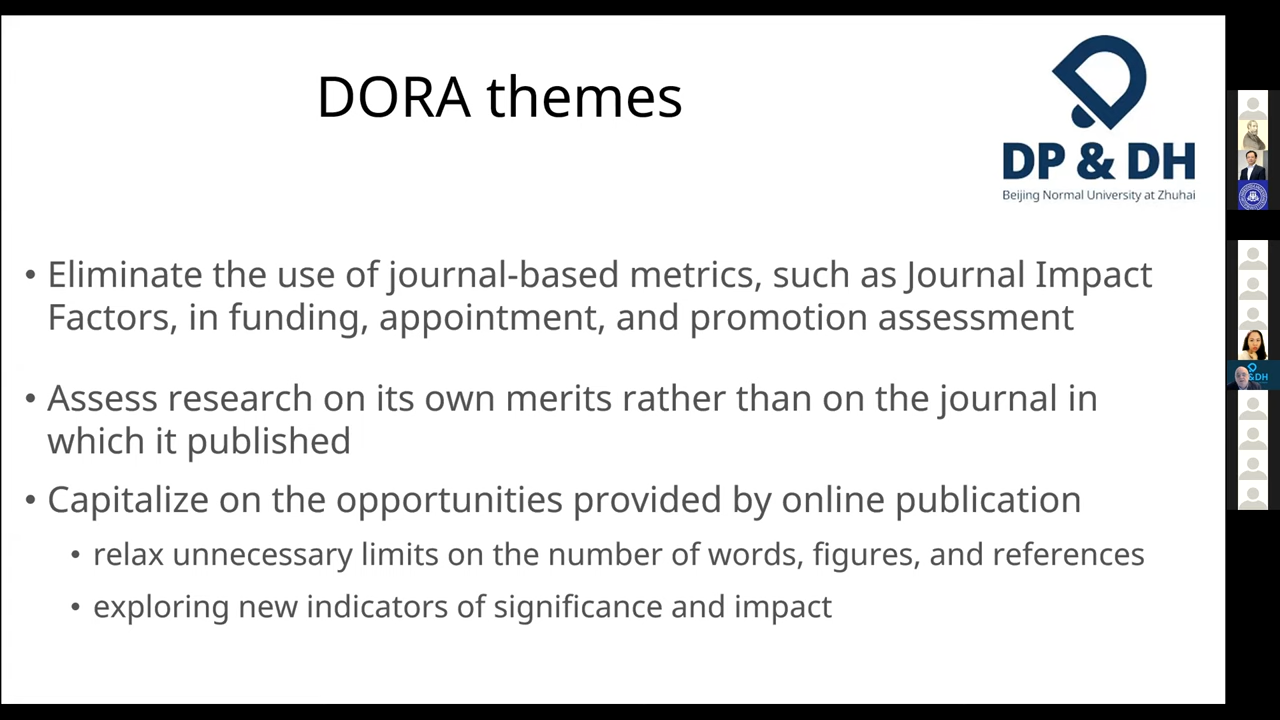 DORA themes
DP & DH
Beijing Normal University at Zhuhai
• Eliminate the use of journal-based metrics, such as Journal Impact
Factors, in funding, appointment, and promotion assessment
• Assess research on its own merits rather than on the journal in
which it published
• Capitalize on the opportunities provided by online publication
• relax unnecessary limits on the number of words, figures, and references
• exploring new indicators of significance and impact